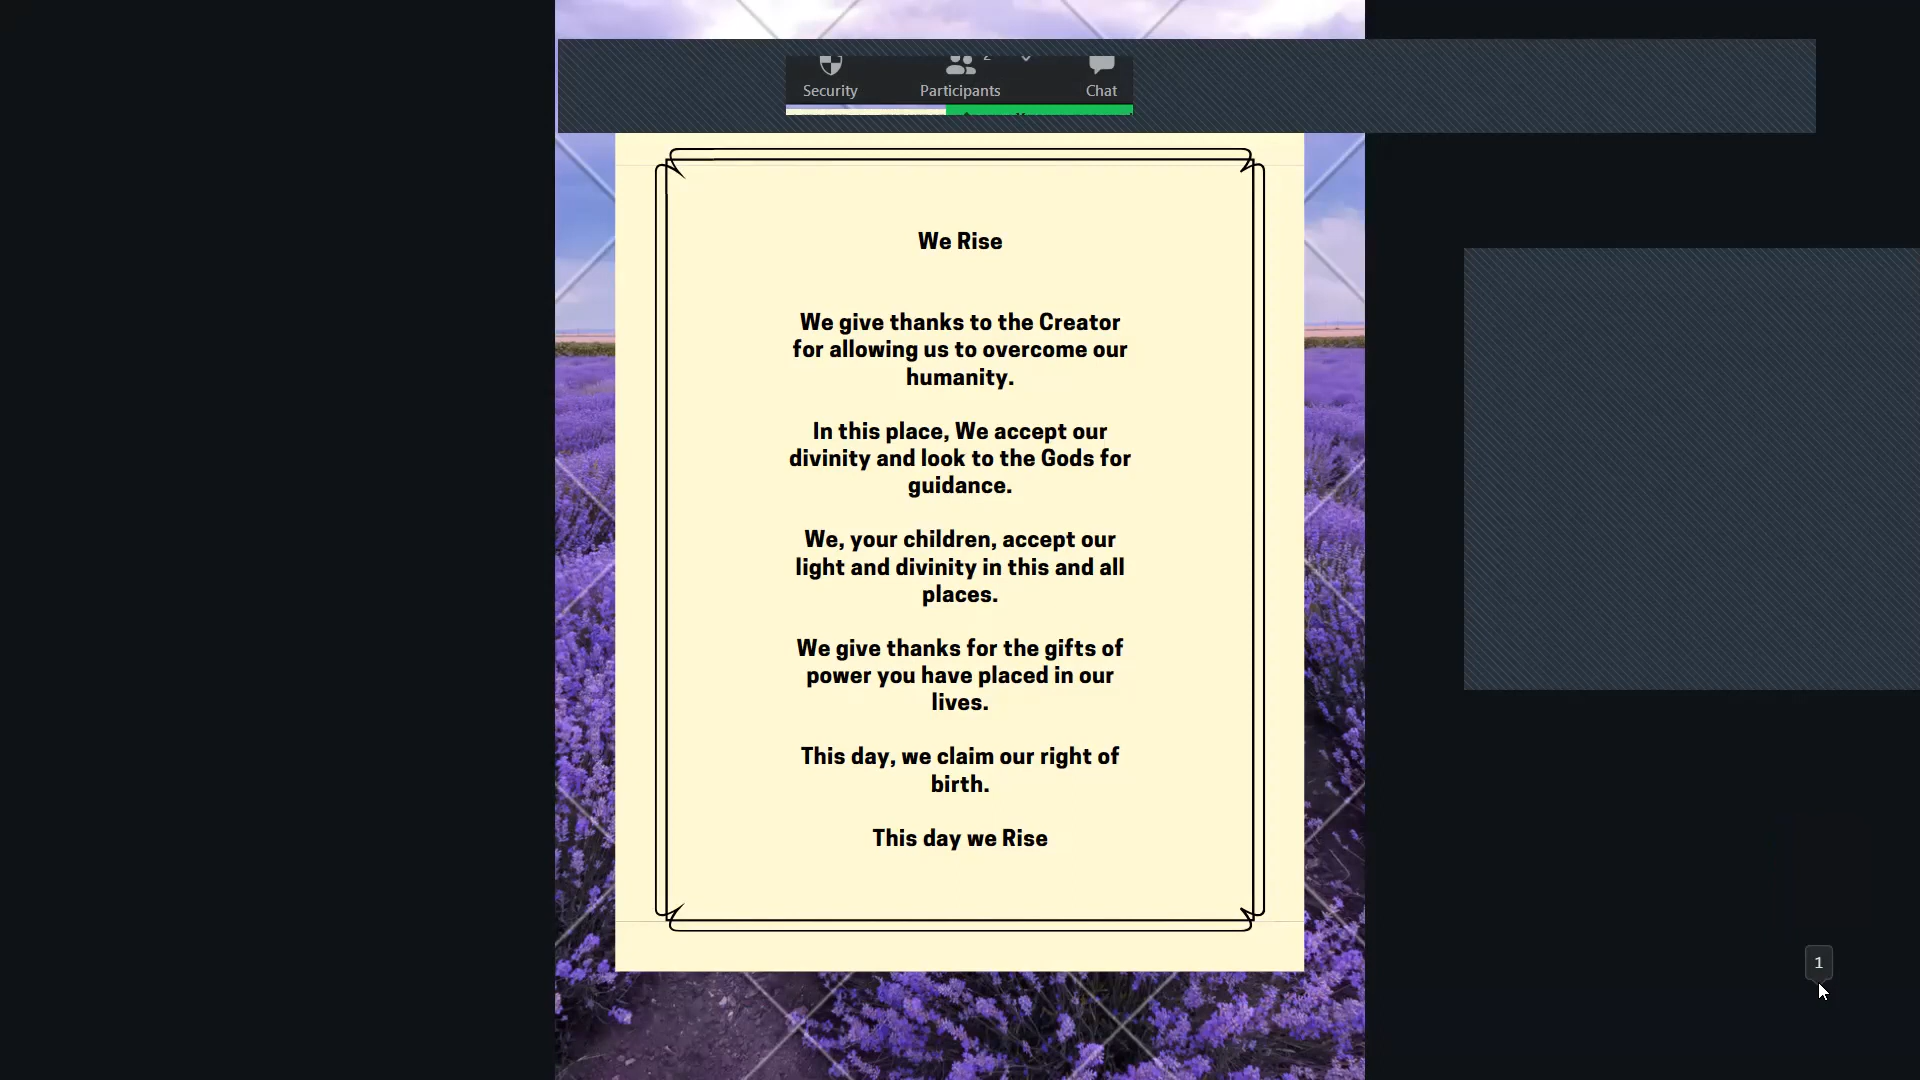 2
Security
Participants
Chat
We Rise
We give thanks to the Creator
for allowing us to overcome our
humanity.
In this place, We accept our
divinity and look to the Gods for
guidance.
We, your children, accept our
light and divinity in this and all
places.
We give thanks for the gifts of
power you have placed in our
lives.
This day, we claim our right of
birth.
This day we Rise
1